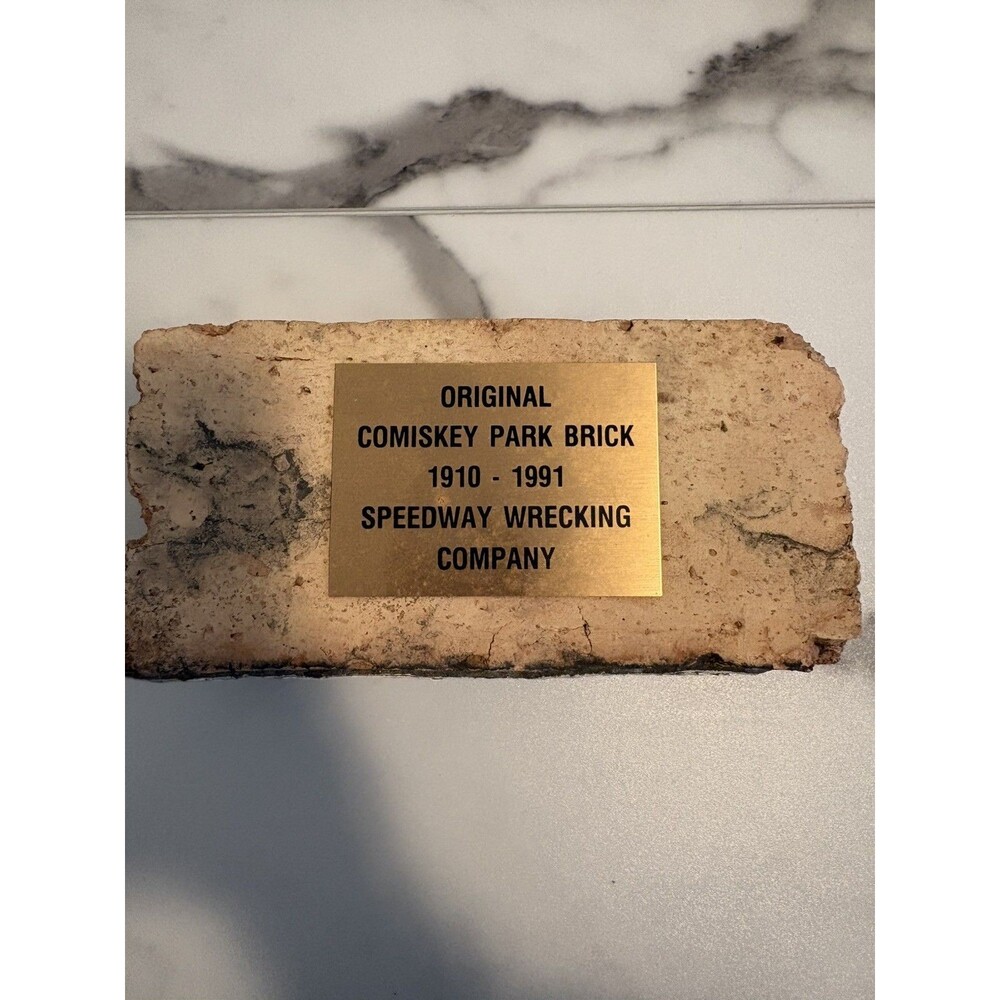 ORIGINAL
COMISKEY PARK BRICK
1910 - 1991
SPEEDWAY WRECKING
COMPANY